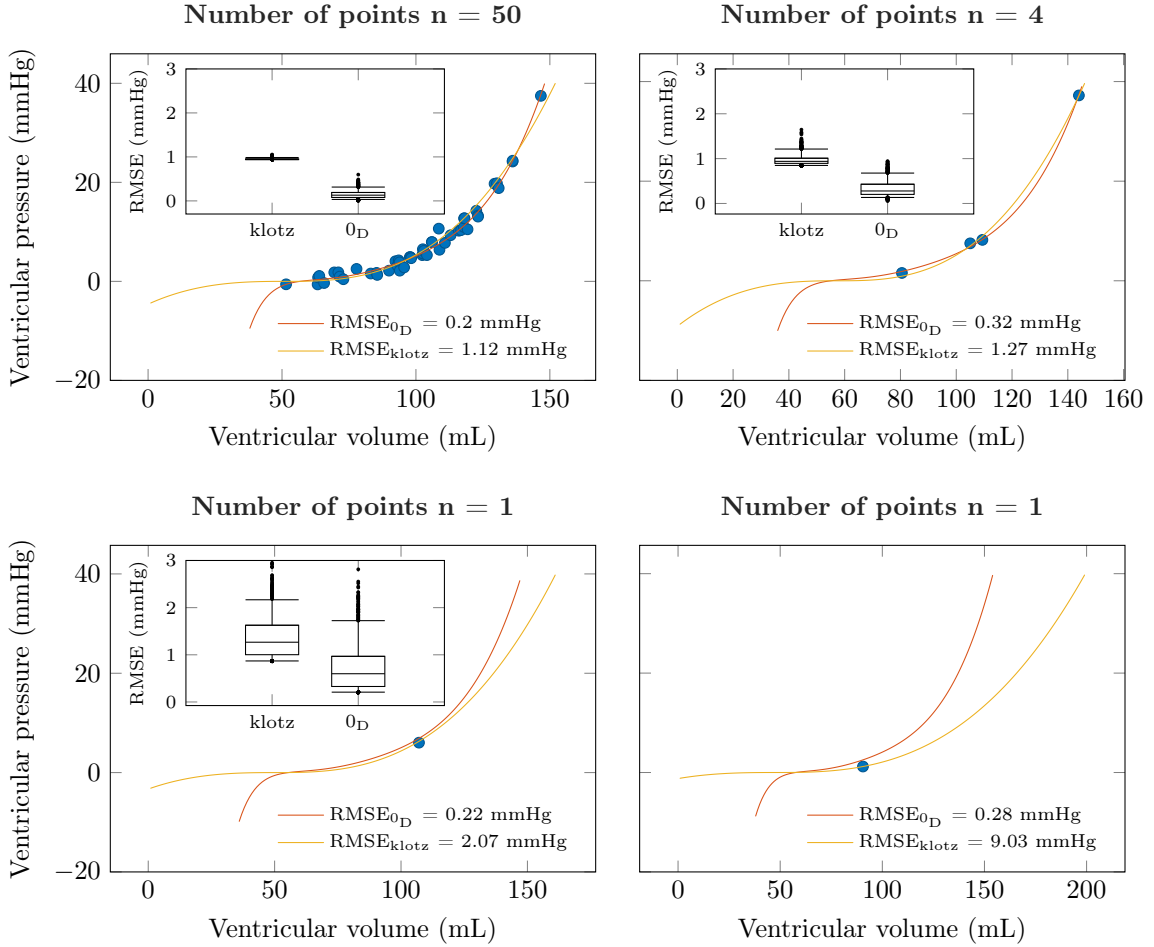 Number of points n = 50
Ventricular pressure (mmHg)
40
20
0
−20
0
50
100
150
Ventricular volume (mL)
RMSE (mmHg)
3
2
1
0
klotz
0D
RMSE0D = 0.2 mmHg
RMSEklotz = 1.12 mmHg
Number of points n = 4
0
20
40
60
80
100
120
140
160
Ventricular volume (mL)
RMSE (mmHg)
3
2
1
0
klotz
0D
RMSE0D = 0.32 mmHg
RMSEklotz = 1.27 mmHg
Number of points n = 1
Ventricular pressure (mmHg)
40
20
0
−20
0
50
100
150
Ventricular volume (mL)
RMSE (mmHg)
3
2
1
0
klotz
0D
RMSE0D = 0.22 mmHg
RMSEklotz = 2.07 mmHg
Number of points n = 1
0
50
100
150
200
Ventricular volume (mL)
RMSE0D = 0.28 mmHg
RMSEklotz = 9.03 mmHg